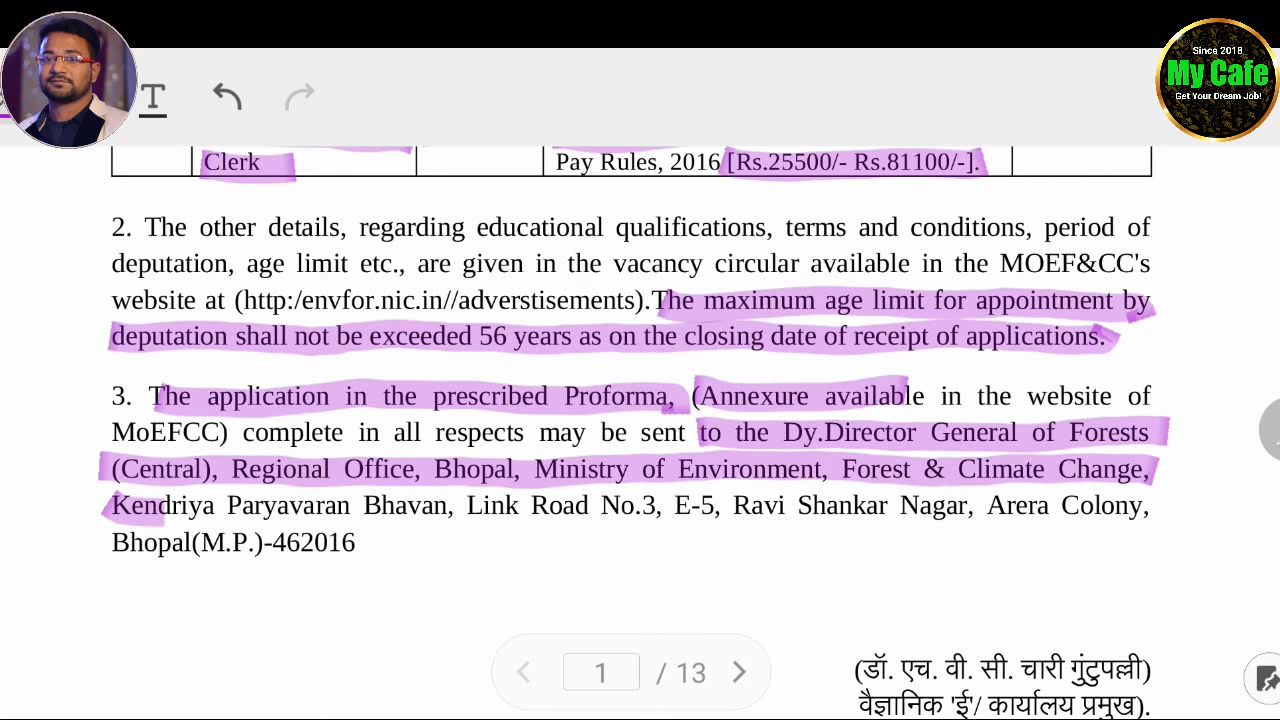 Since 2018
My Cafe
Get Your Dream Job!
T
Clerk
Pay Rules, 2016 [Rs.25500/- Rs.81100/-].
2. The other details, regarding educational qualifications, terms and conditions, period of
deputation, age limit etc., are given in the vacancy circular available in the MOEF&CC's
website at (http:/envfor.nic.in//adverstisements).The maximum age limit for appointment by
deputation shall not be exceeded 56 years as on the closing date of receipt of applications.
3. The application in the prescribed Proforma, (Annexure available in the website of
MoEFCC) complete in all respects may be sent to the Dy.Director General of Forests
(Central), Regional Office, Bhopal, Ministry of Environment, Forest & Climate Change,
Kendriya Paryavaran Bhavan, Link Road No.3, E-5, Ravi Shankar Nagar, Arera Colony,
Bhopal(M.P.)-462016
1 / 13
(डॉ. एच. वी. सी. चारी गुंटुपल्ली)
वैज्ञानिक 'ई'/ कार्यालय प्रमुख).